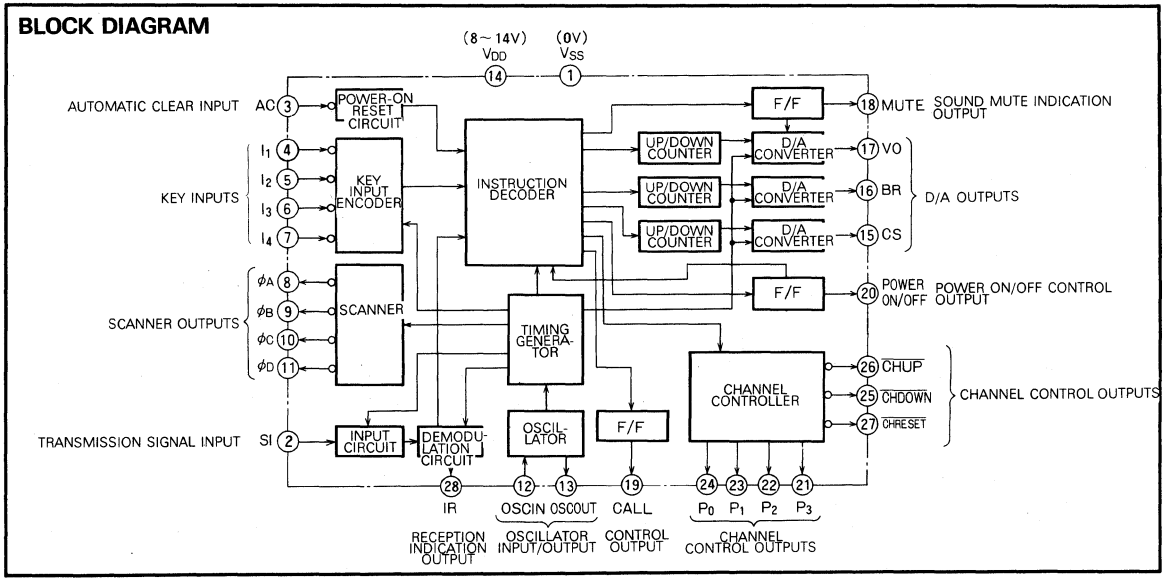 BLOCK DIAGRAM
(8~14V)
VDD
14
(0V)
VSS
1
AUTOMATIC CLEAR INPUT
AC
3
POWER-ON
RESET
CIRCUIT
KEY INPUTS
I1
4
I2
5
I3
6
I4
7
KEY
INPUT
ENCODER
INSTRUCTION
DECODER
F/F
18
MUTE
SOUND MUTE INDICATION
OUTPUT
UP/DOWN
COUNTER
D/A
CONVERTER
17
VO
UP/DOWN
COUNTER
D/A
CONVERTER
16
BR
UP/DOWN
COUNTER
D/A
CONVERTER
15
CS
D/A OUTPUTS
F/F
20
POWER
ON/OFF
POWER ON/OFF CONTROL
OUTPUT
SCANNER OUTPUTS
ϕA
8
ϕB
9
ϕC
10
ϕD
11
SCANNER
TIMING
GENERA-
TOR
CHANNEL
CONTROLLER
26
CHUP
25
CHDOWN
27
CHRESET
CHANNEL CONTROL OUTPUTS
TRANSMISSION SIGNAL INPUT
SI
2
INPUT
CIRCUIT
DEMODU-
LATION
CIRCUIT
OSCIL-
LATOR
F/F
28
12
13
19
24
23
22
21
IR
OSCIN
OSCOUT
CALL
P0
P1
P2
P3
RECEPTION
INDICATION
OUTPUT
OSCILLATOR
INPUT/OUTPUT
CONTROL
OUTPUT
CHANNEL
CONTROL OUTPUTS